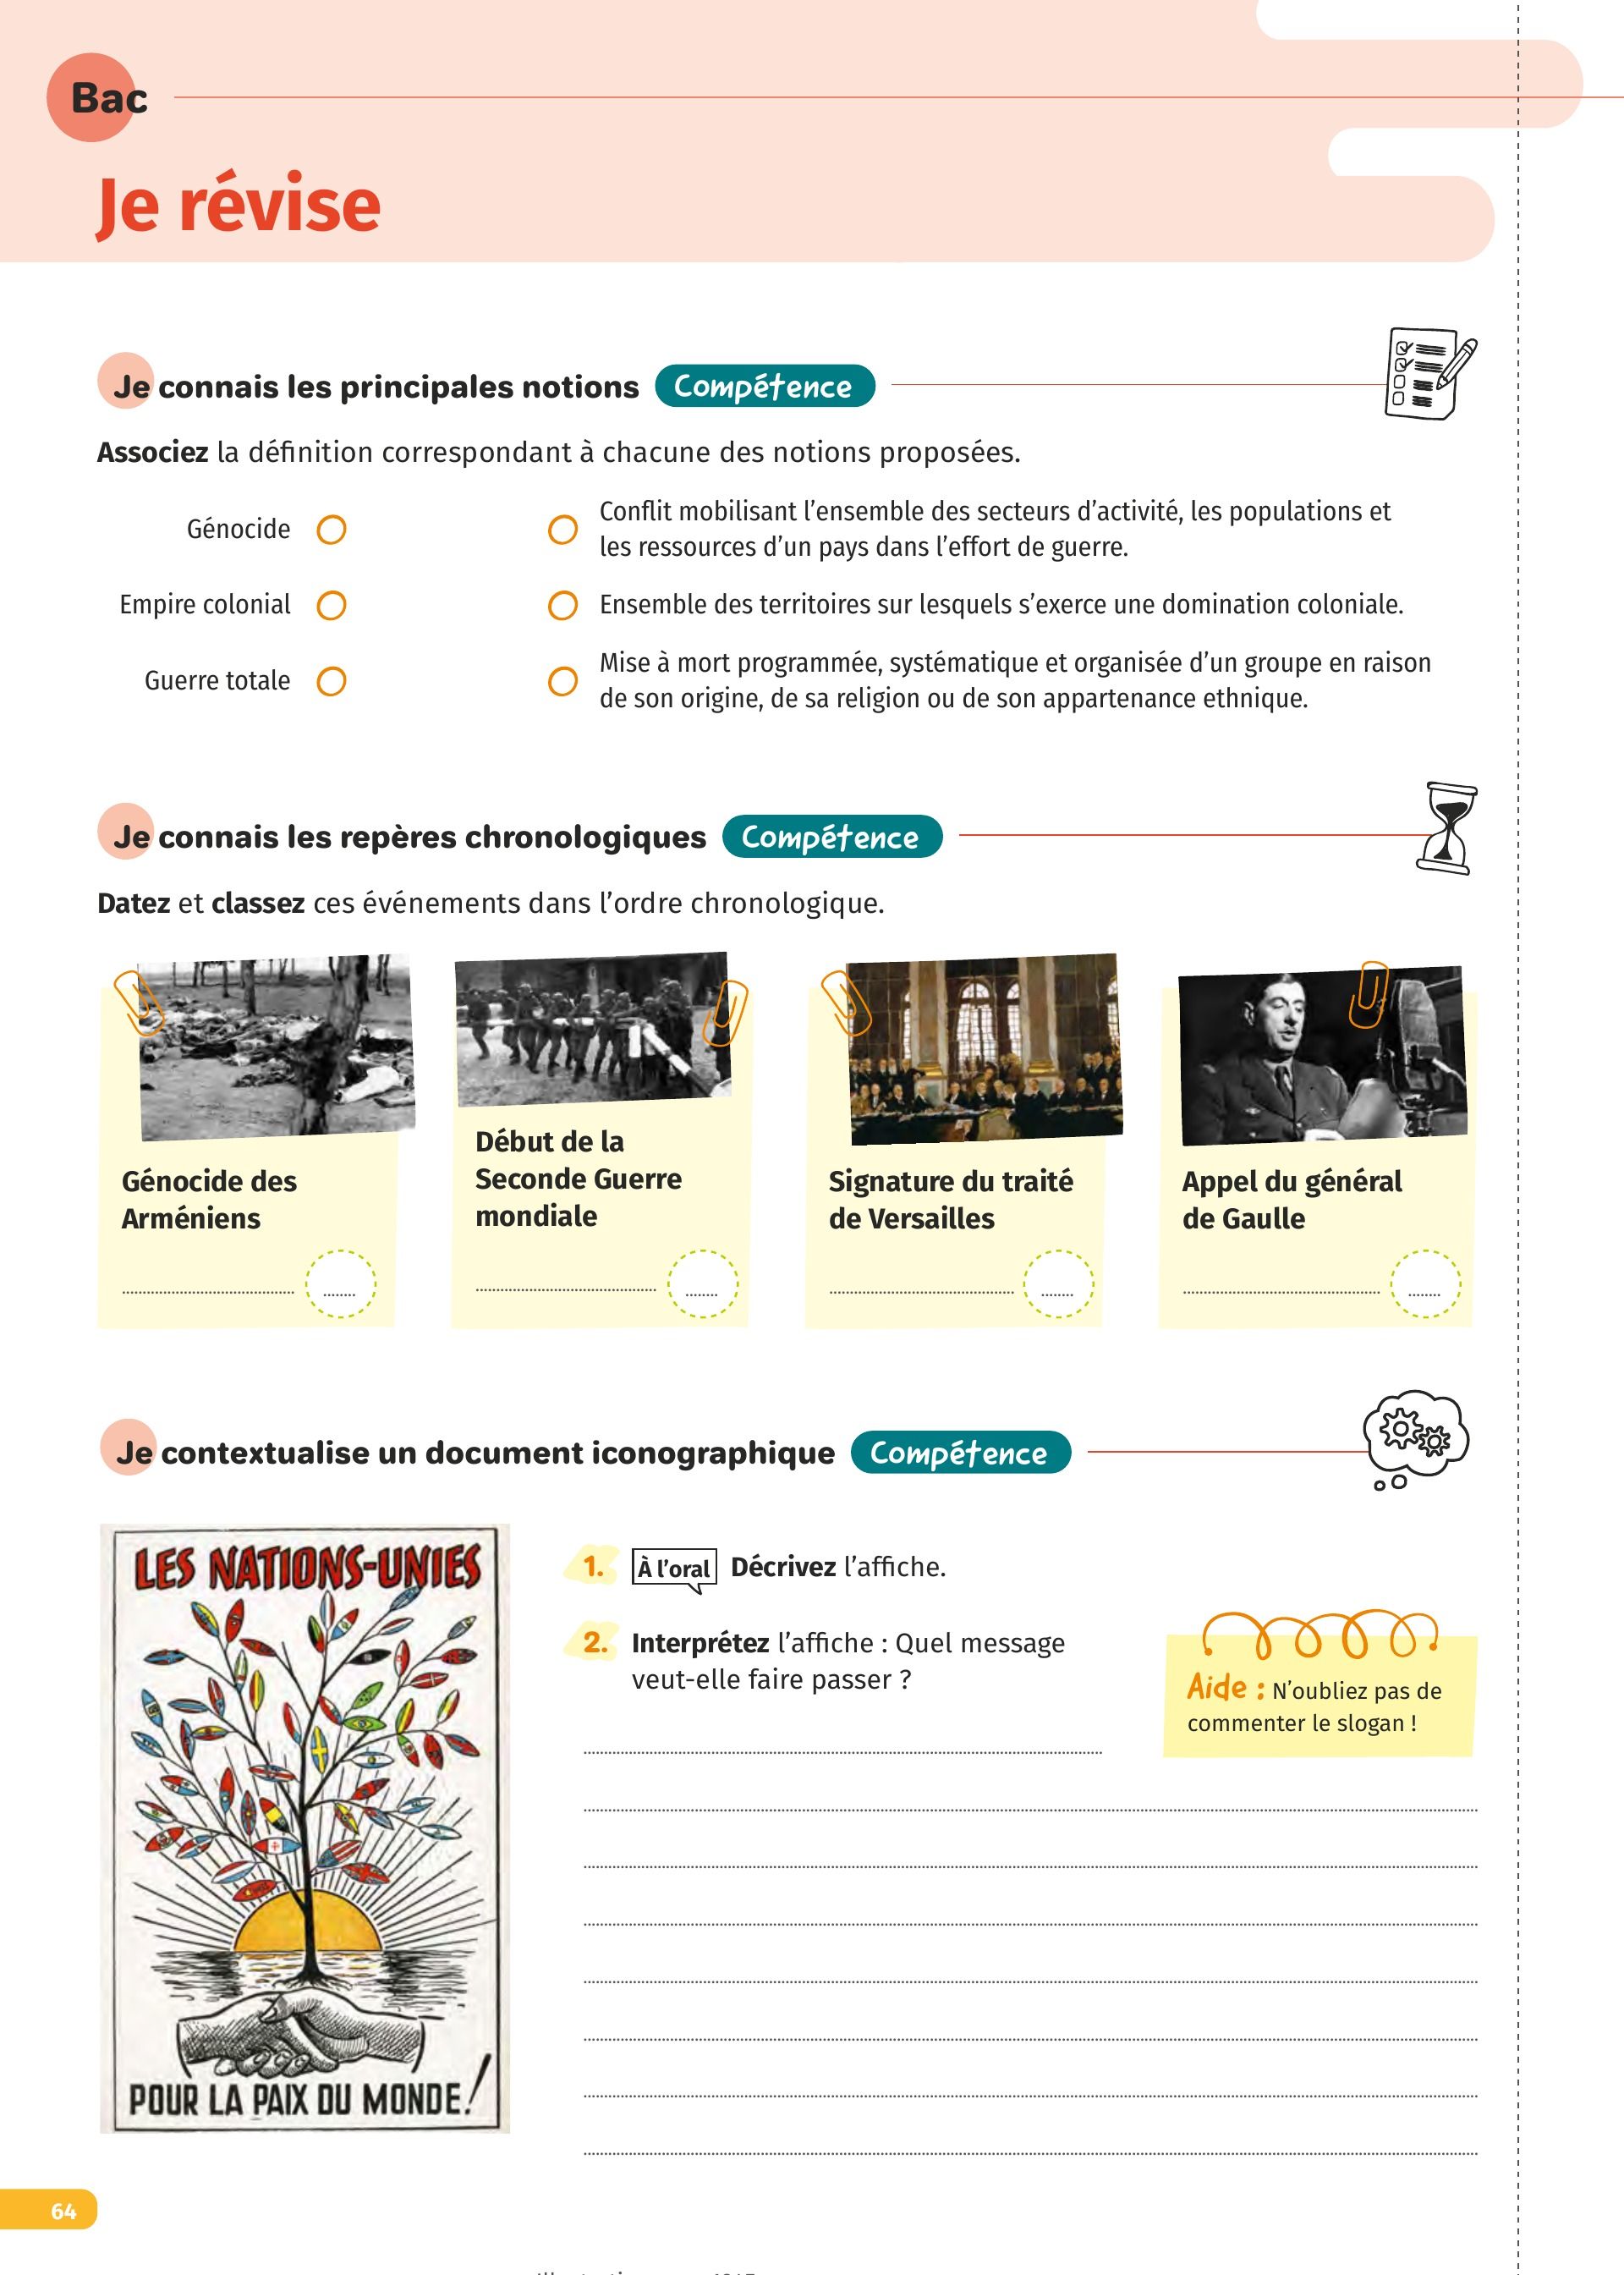 Bac
Je révise
Je connais les principales notions Compétence
Associez la définition correspondant à chacune des notions proposées.
Génocide
Conflit mobilisant l'ensemble des secteurs d'activité, les populations et
les ressources d'un pays dans l'effort de guerre.
Empire colonial
Ensemble des territoires sur lesquels s'exerce une domination coloniale.
Guerre totale
Mise à mort programmée, systématique et organisée d'un groupe en raison
de son origine, de sa religion ou de son appartenance ethnique.
Je connais les repères chronologiques Compétence
Datez et classez ces événements dans l'ordre chronologique.
Génocide des
Arméniens
Début de la
Seconde Guerre
mondiale
Signature du traité
de Versailles
Appel du général
de Gaulle
Je contextualise un document iconographique Compétence
LES NATIONS-UNIES
POUR LA PAIX DU MONDE!
1. À l'oral Décrivez l'affiche.
2. Interprétez l'affiche : Quel message
veut-elle faire passer ?
Aide : N'oubliez pas de
commenter le slogan !
64